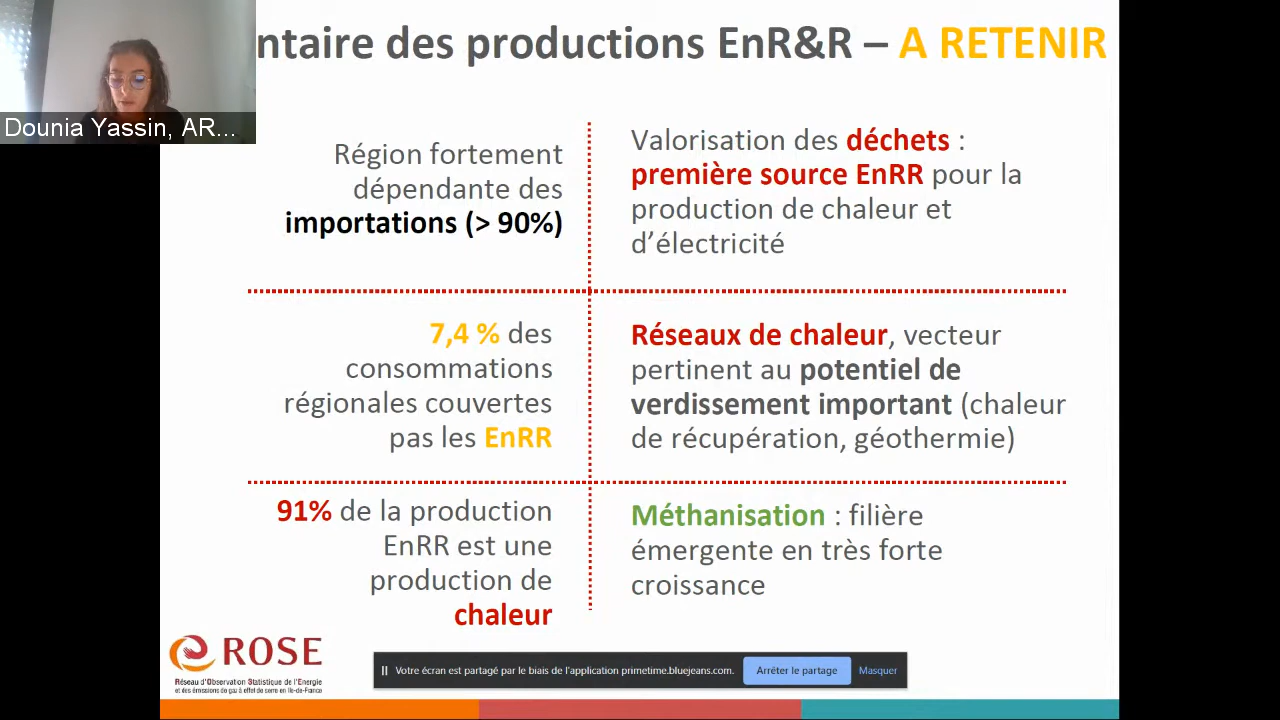 ntaire des productions EnR&R – A RETENIR
Dounia Yassin, AR...
Région fortement
dépendante des
importations (> 90%)
Valorisation des déchets :
première source EnRR pour la
production de chaleur et
d’électricité
7,4 % des
consommations
régionales couvertes
pas les EnRR
Réseaux de chaleur, vecteur
pertinent au potentiel de
verdissement important (chaleur
de récupération, géothermie)
91% de la production
EnRR est une
production de
chaleur
Méthanisation : filière
émergente en très forte
croissance
ROSE
Réseau d'Observation Statistique de l'Energie
et des émissions de gaz à effet de serre en Ile-de-France
Votre écran est partagé par le biais de l'application primetime.bluejeans.com.
Arrêter le partage
Masquer